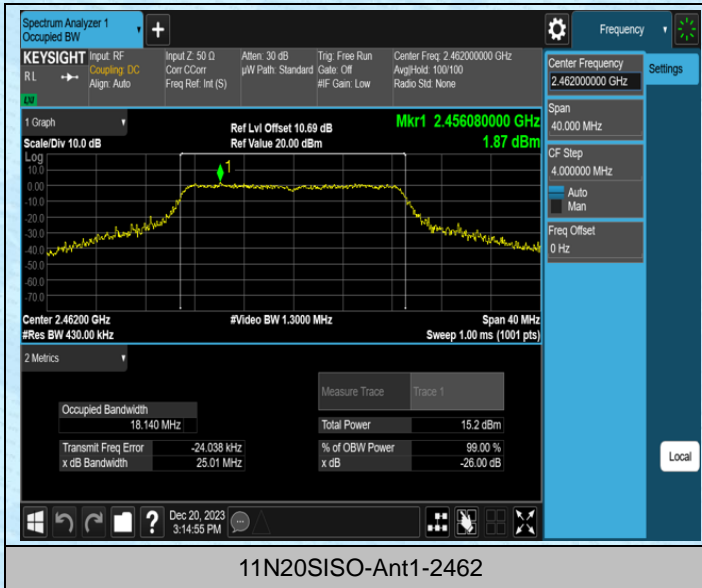 Spectrum Analyzer 1
Occupied BW
Frequency
KEYSIGHT
RL
LXI
Input: RF
Coupling: DC
Align: Auto
Input Z: 50 Ω
Corr CCorr
Freq Ref: Int (S)
Atten: 30 dB
µW Path: Standard
Trig: Free Run
Gate: Off
#IF Gain: Low
Center Freq: 2.462000000 GHz
Avg|Hold: 100/100
Radio Std: None
Center Frequency
2.462000000 GHz
Settings
Span
40.000 MHz
CF Step
4.000000 MHz
Auto
Man
Freq Offset
0 Hz
1 Graph
Scale/Div 10.0 dB
Ref Lvl Offset 10.69 dB
Ref Value 20.00 dBm
Mkr1 2.456080000 GHz
1.87 dBm
Log
10.0
0.00
-10.0
-20.0
-30.0
-40.0
-50.0
-60.0
-70.0
1
Center 2.46200 GHz
#Res BW 430.00 kHz
#Video BW 1.3000 MHz
Span 40 MHz
Sweep 1.00 ms (1001 pts)
2 Metrics
Measure Trace
Trace 1
Occupied Bandwidth
18.140 MHz
Total Power
15.2 dBm
Transmit Freq Error
-24.038 kHz
% of OBW Power
99.00 %
x dB Bandwidth
25.01 MHz
x dB
-26.00 dB
Local
?
Dec 20, 2023
3:14:55 PM
11N20SISO-Ant1-2462